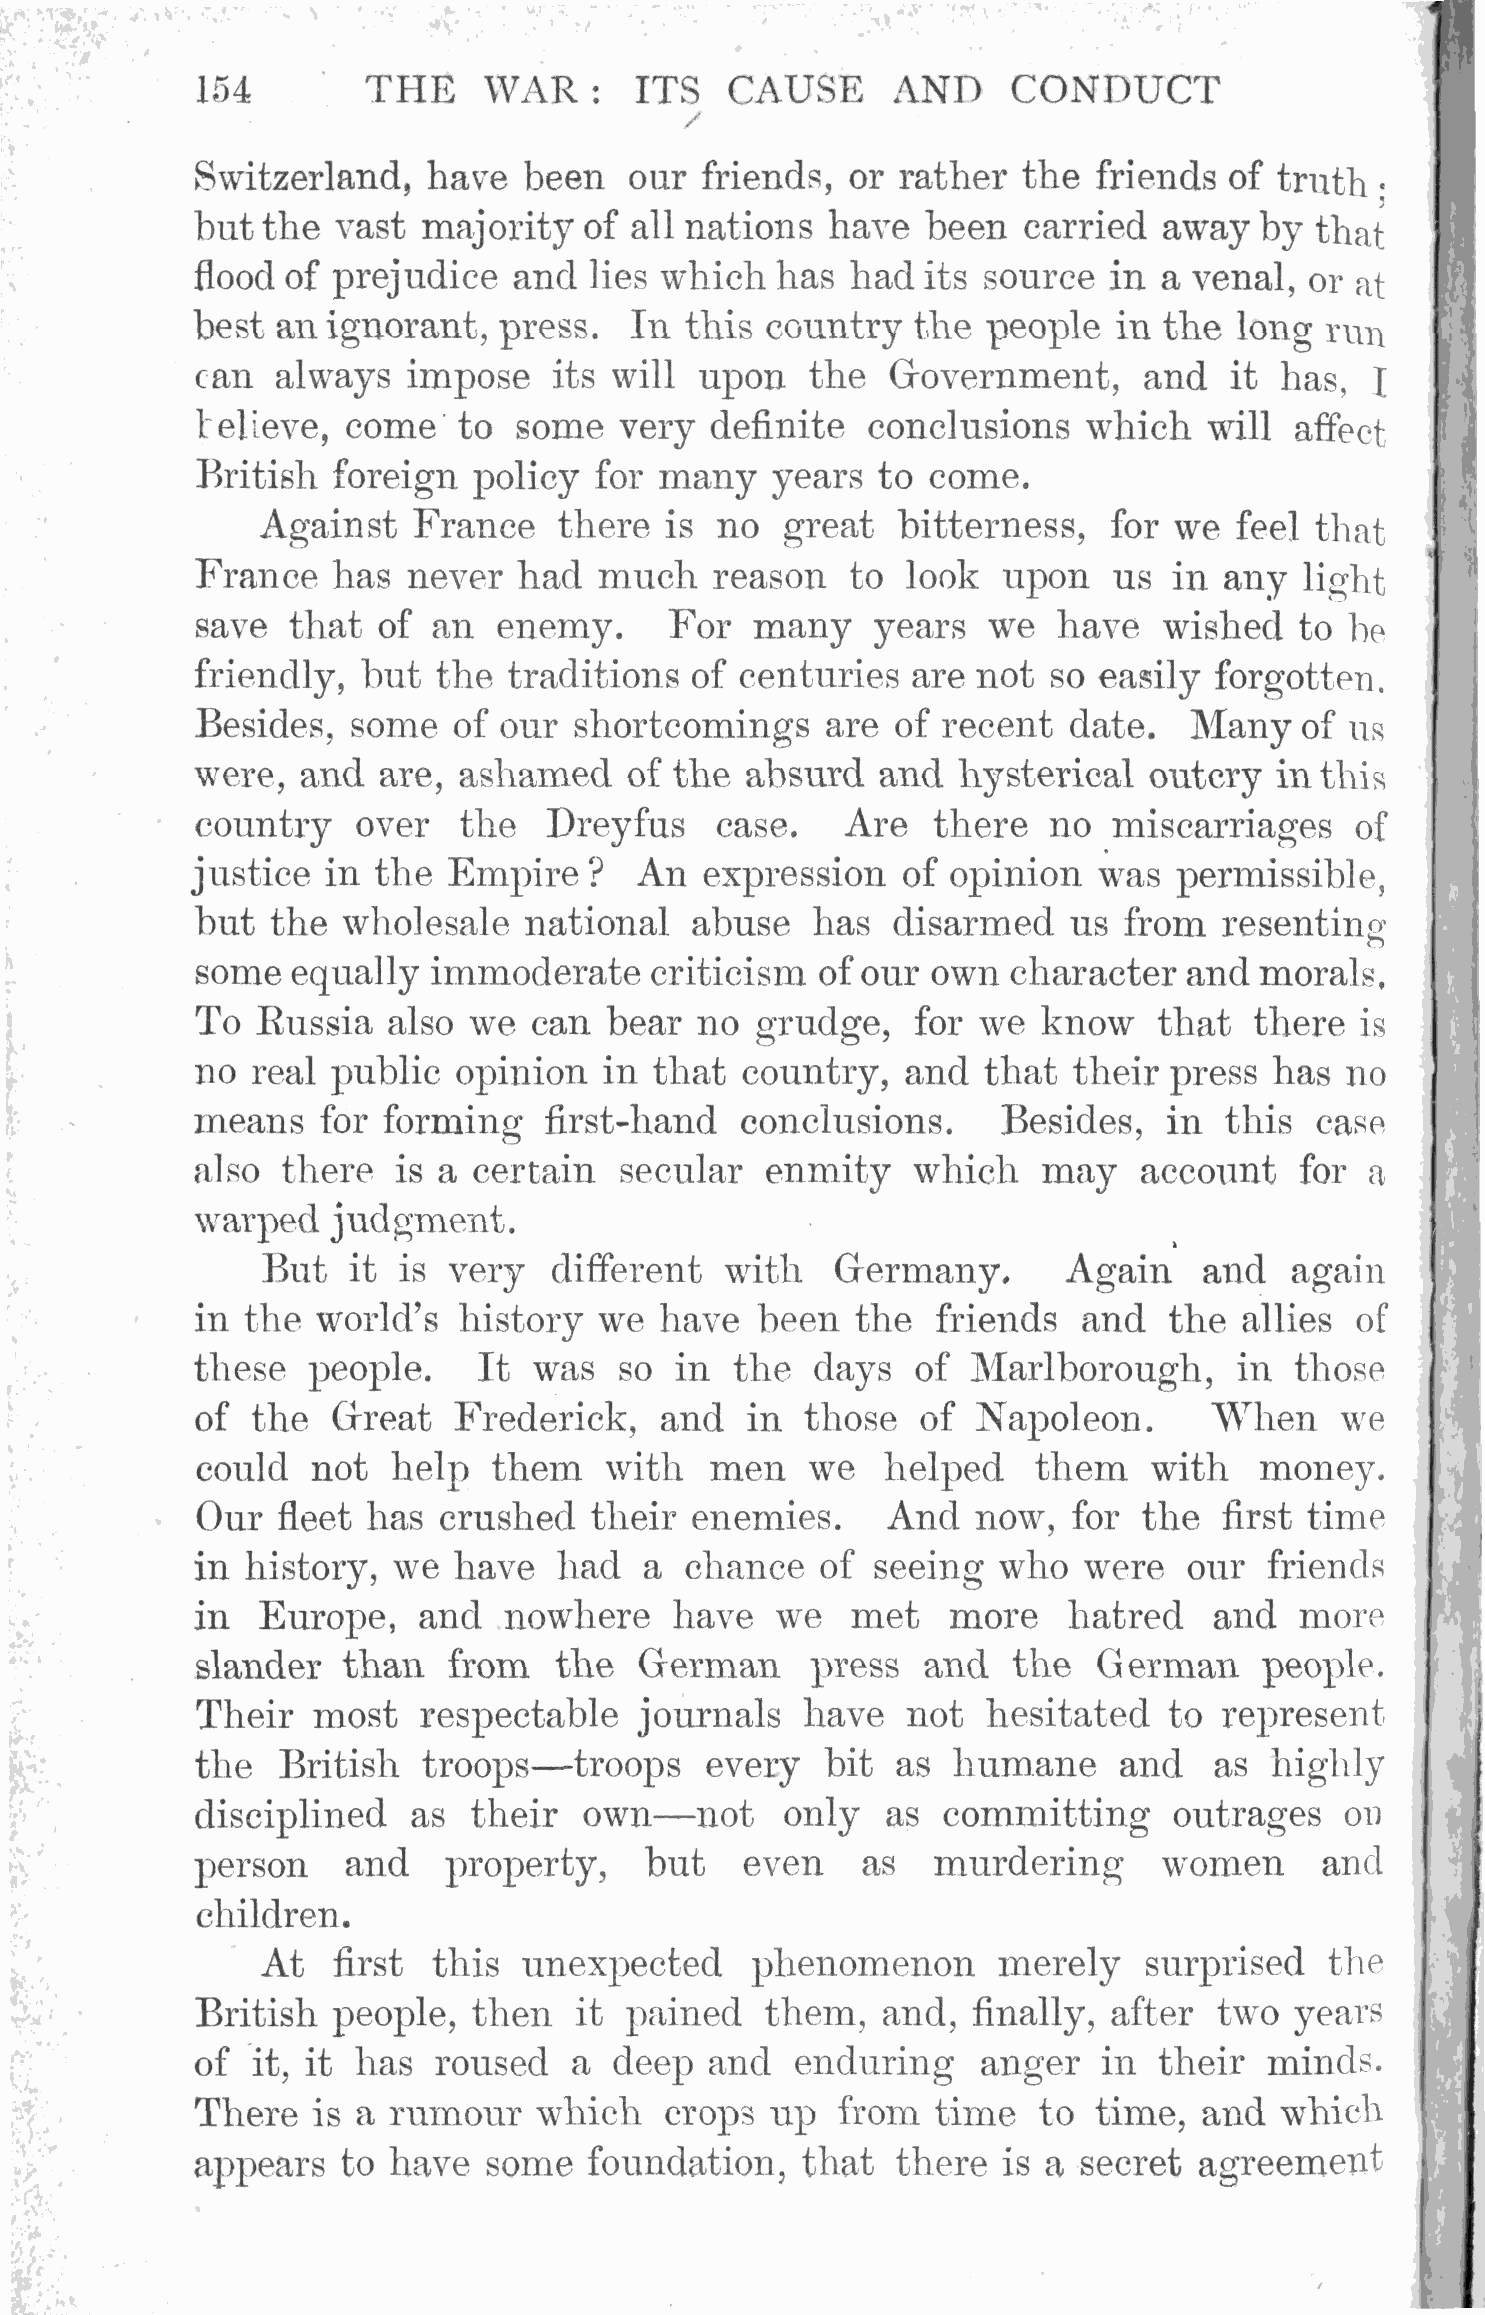 154 THE WAR: ITS CAUSE AND CONDUCT
Switzerland, have been our friends, or rather the friends of truth;
but the vast majority of all nations have been carried away by that
flood of prejudice and lies which has had its source in a venal, or at
best an ignorant, press. In this country the people in the long run
can always impose its will upon the Government, and it has, I
believe, come to some very definite conclusions which will affect
British foreign policy for many years to come.
Against France there is no great bitterness, for we feel that
France has never had much reason to look upon us in any light
save that of an enemy. For many years we have wished to be
friendly, but the traditions of centuries are not so easily forgotten.
Besides, some of our shortcomings are of recent date. Many of us
were, and are, ashamed of the absurd and hysterical outcry in this
country over the Dreyfus case. Are there no miscarriages of
justice in the Empire? An expression of opinion was permissible,
but the wholesale national abuse has disarmed us from resenting
some equally immoderate criticism of our own character and morals.
To Russia also we can bear no grudge, for we know that there is
no real public opinion in that country, and that their press has no
means for forming first-hand conclusions. Besides, in this case
also there is a certain secular enmity which may account for a
warped judgment.
But it is very different with Germany. Again and again
in the world's history we have been the friends and the allies of
these people. It was so in the days of Marlborough, in those
of the Great Frederick, and in those of Napoleon. When we
could not help them with men we helped them with money.
Our fleet has crushed their enemies. And now, for the first time
in history, we have had a chance of seeing who were our friends
in Europe, and nowhere have we met more hatred and more
slander than from the German press and the German people.
Their most respectable journals have not hesitated to represent
the British troops—troops every bit as humane and as highly
disciplined as their own—not only as committing outrages on
person and property, but even as murdering women and
children.
At first this unexpected phenomenon merely surprised the
British people, then it pained them, and, finally, after two years
of it, it has roused a deep and enduring anger in their minds.
There is a rumour which crops up from time to time, and which
appears to have some foundation, that there is a secret agreement